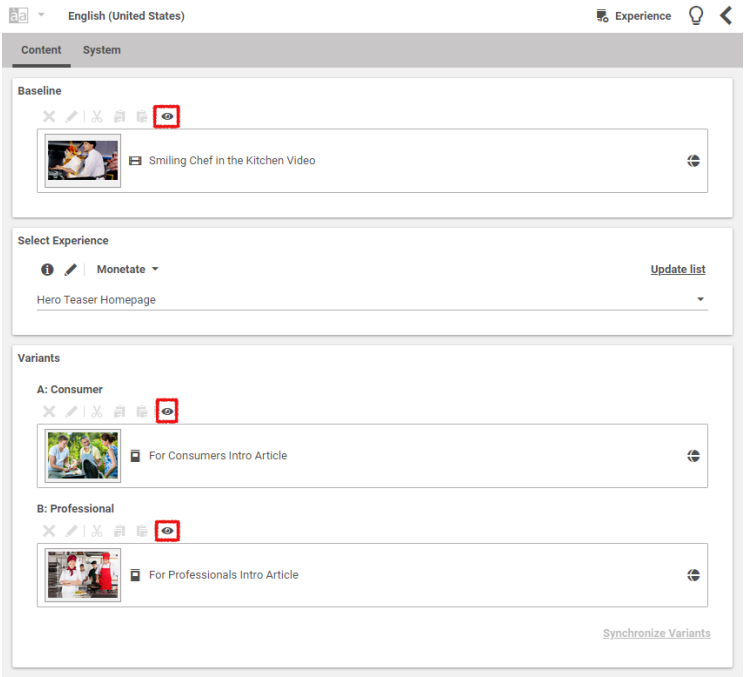 àa English (United States) Experience
Content System
Baseline
Smiling Chef in the Kitchen Video
Select Experience
Monetate Update list
Hero Teaser Homepage
Variants
A: Consumer
For Consumers Intro Article
B: Professional
For Professionals Intro Article
Synchronize Variants